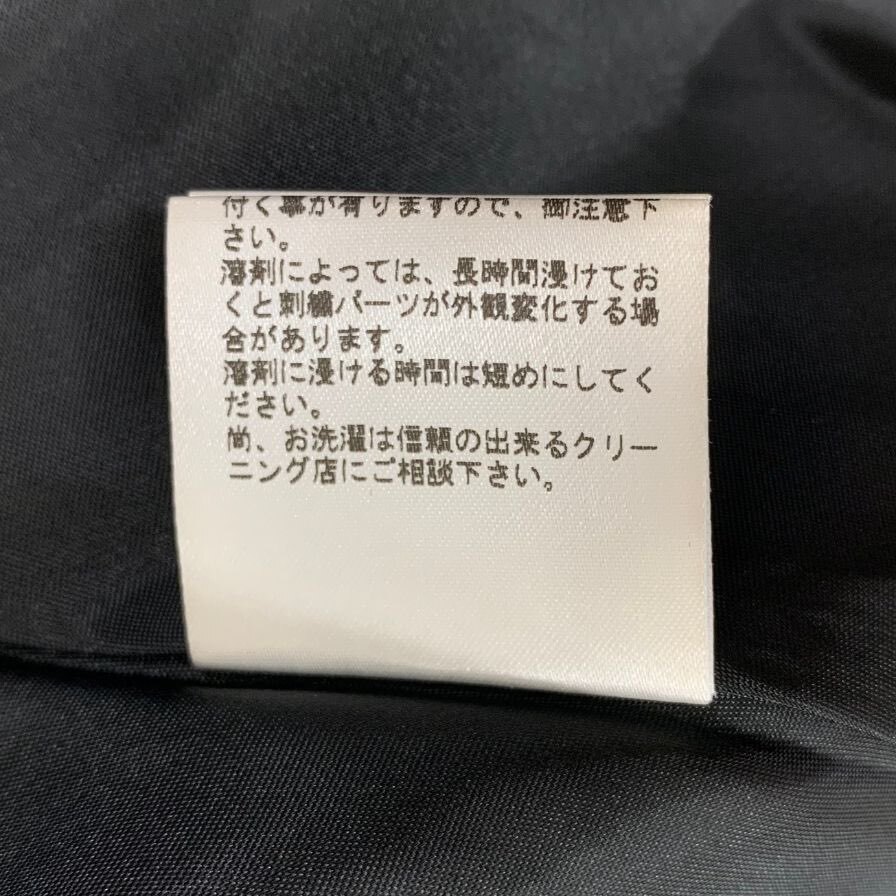 付く事が有りますので、御注意下
さい。
溶剤によっては、長時間浸けてお
くと刺繍パーツが外観変化する場
合があります。
溶剤に浸ける時間は短めにしてく
ださい。
尚、お洗濯は信頼の出来るクリー
ニング店にご相談下さい。